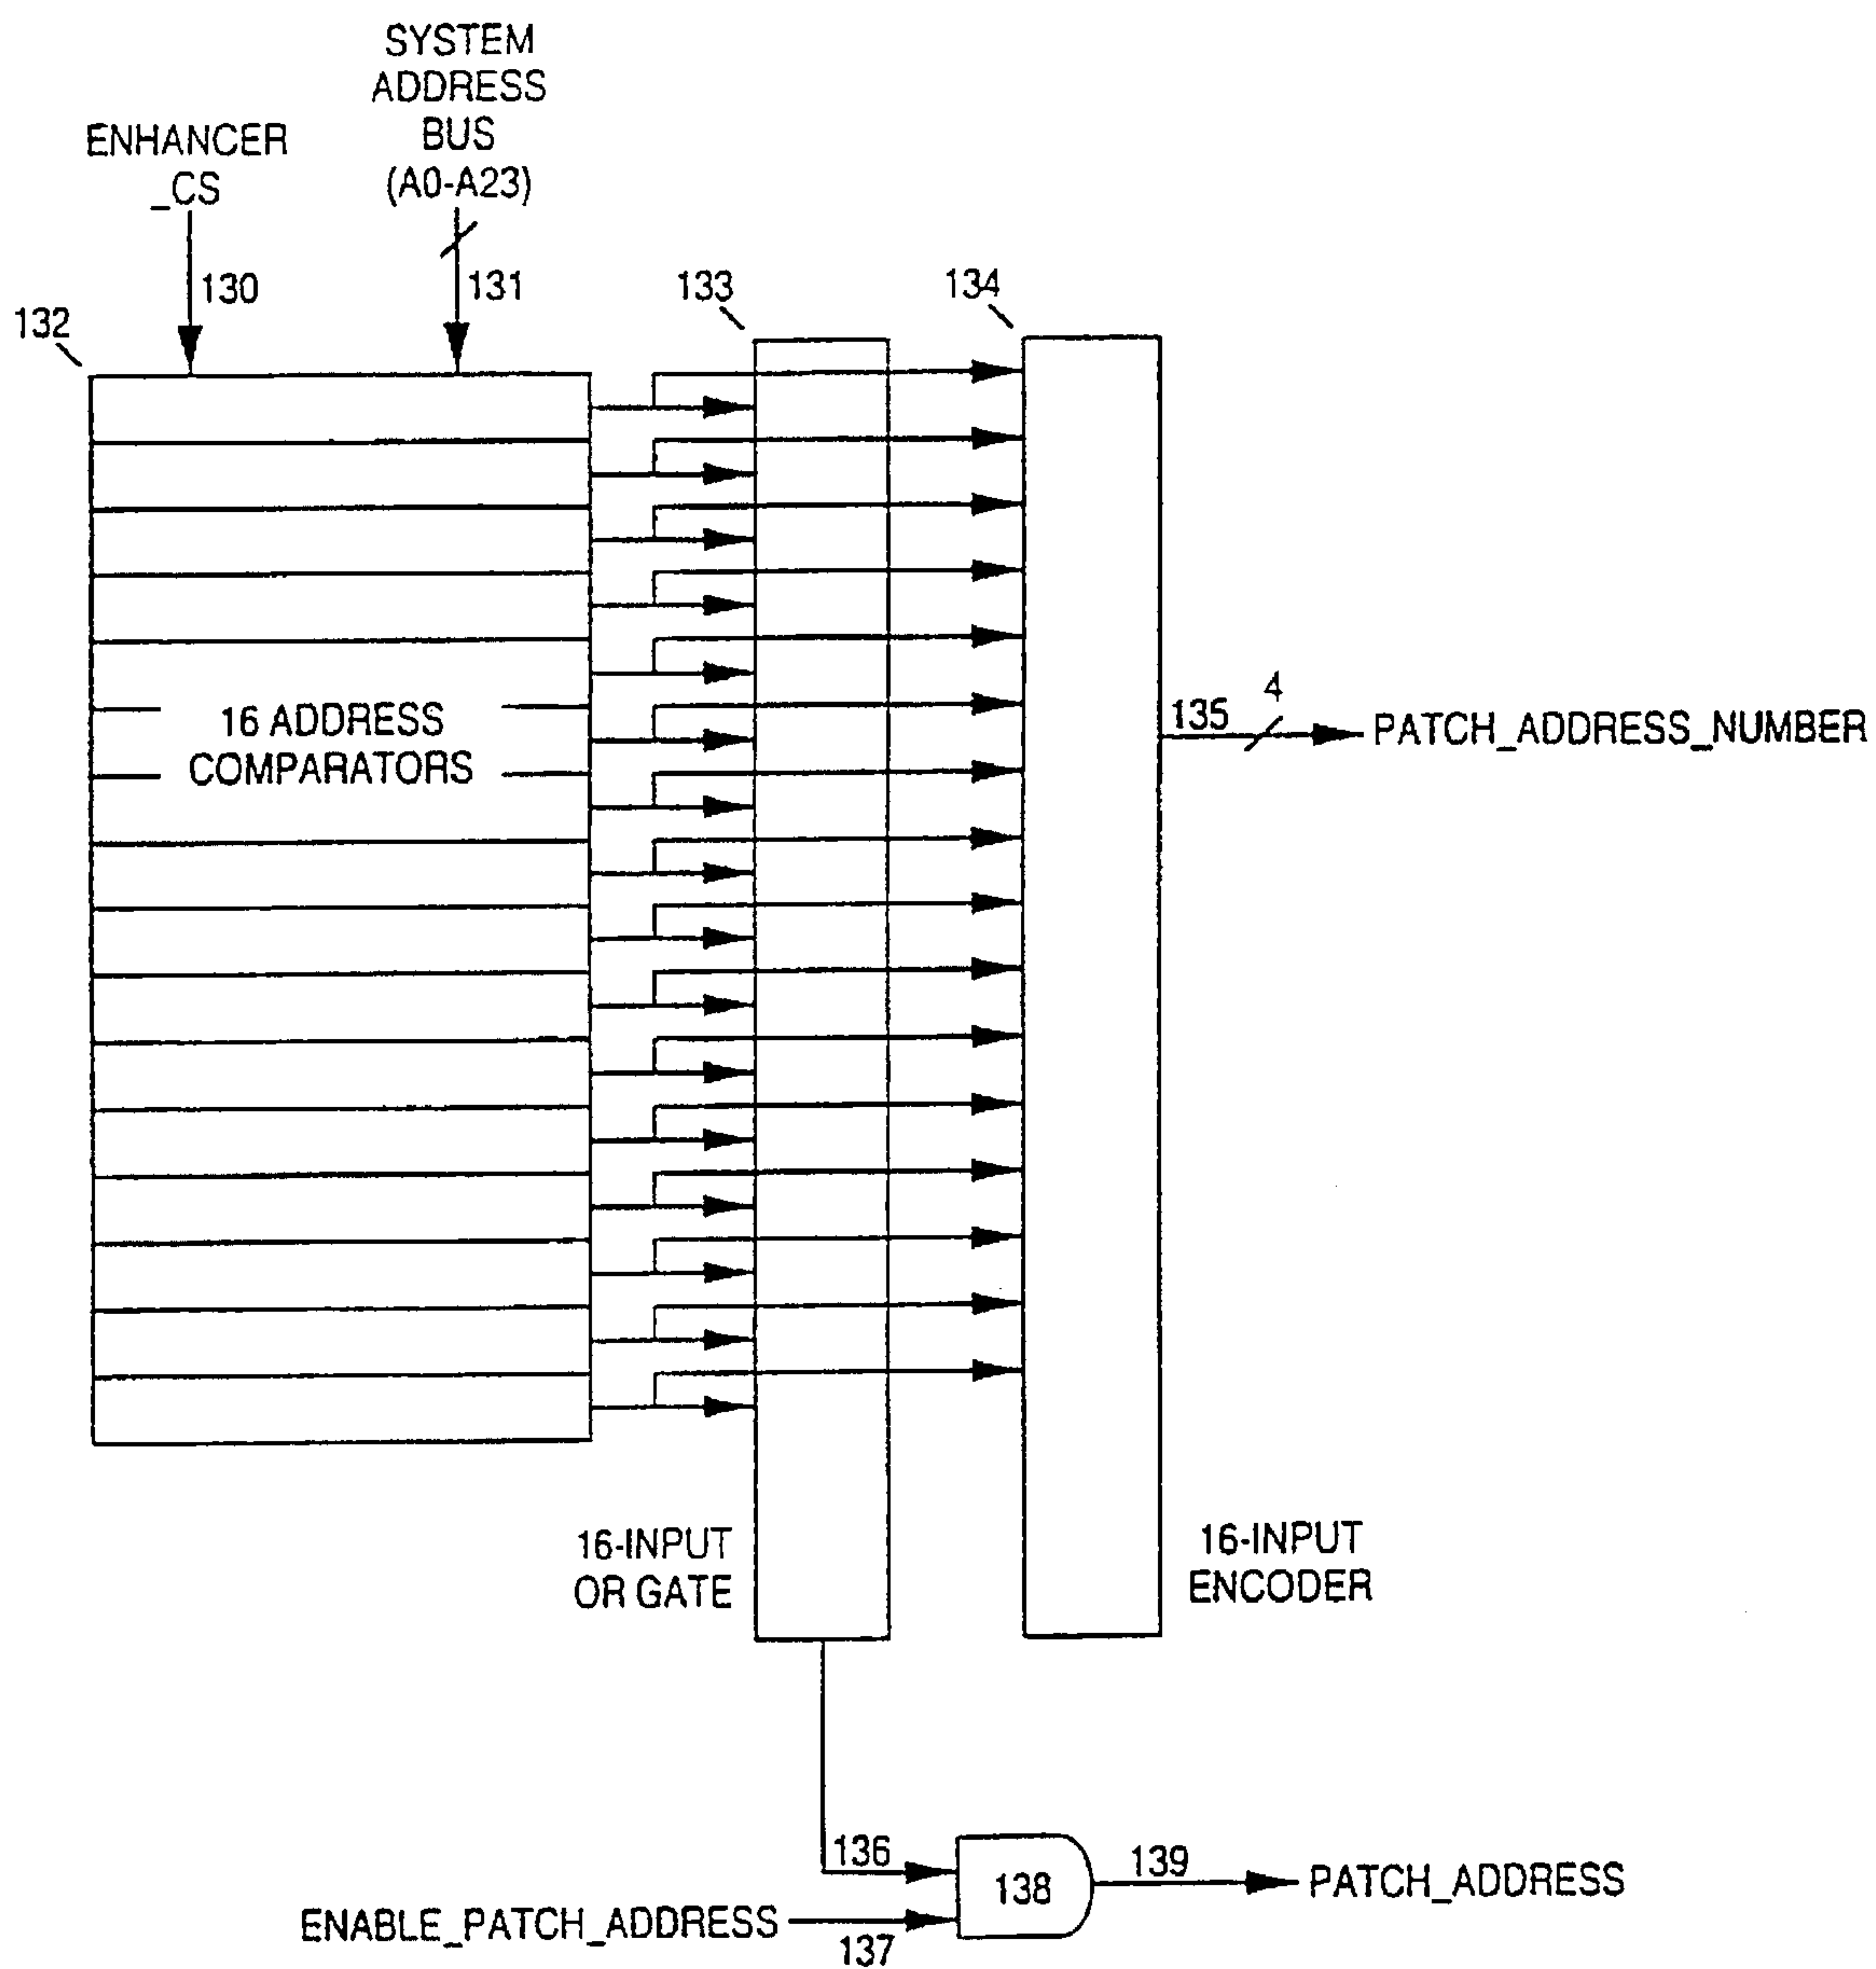 SYSTEM
ADDRESS
BUS
(A0-A23)
ENHANCER
_CS
130
131
132
133
134
16 ADDRESS
COMPARATORS
135
4
PATCH_ADDRESS_NUMBER
16-INPUT
OR GATE
16-INPUT
ENCODER
136
138
139
PATCH_ADDRESS
ENABLE_PATCH_ADDRESS
137